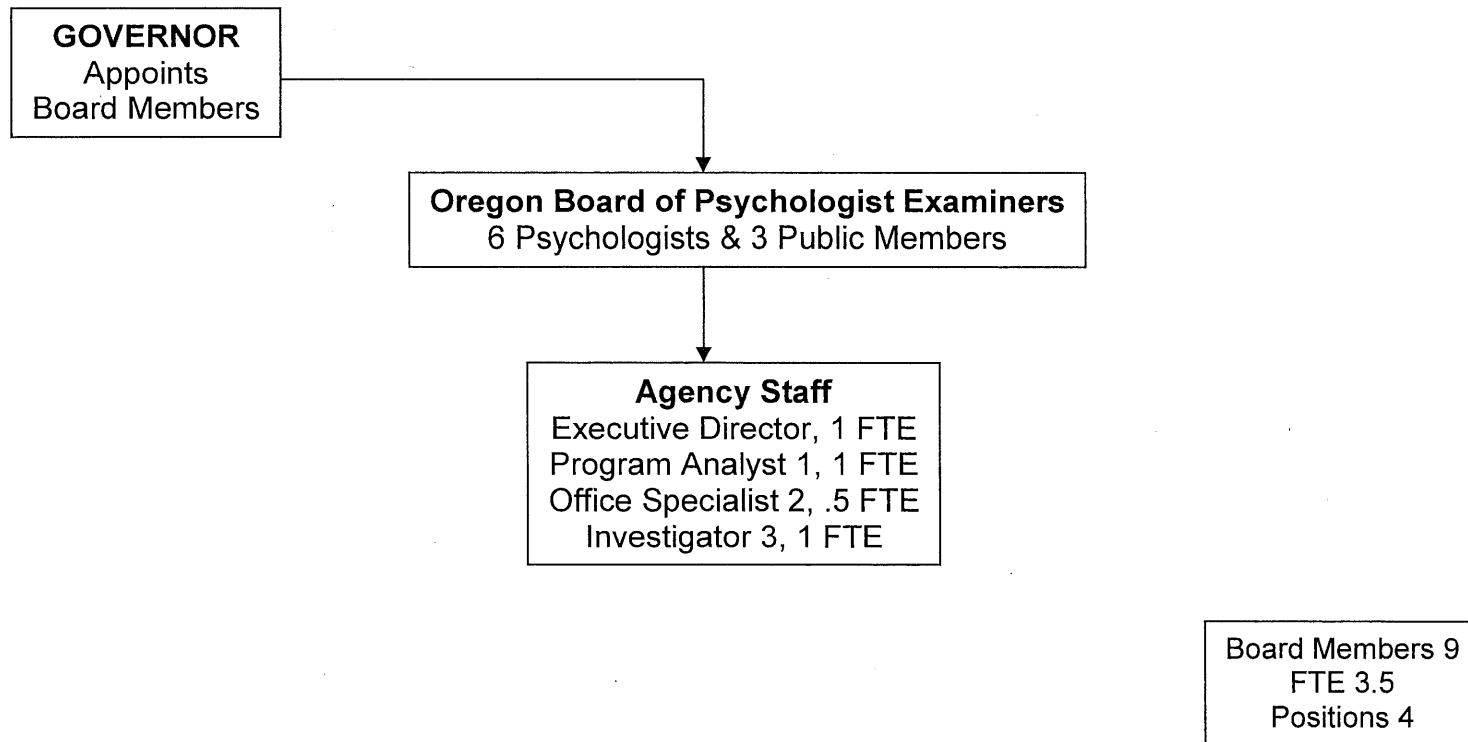 GOVERNOR
Appoints
Board Members
Oregon Board of Psychologist Examiners
6 Psychologists & 3 Public Members
Agency Staff
Executive Director, 1 FTE
Program Analyst 1, 1 FTE
Office Specialist 2, .5 FTE
Investigator 3, 1 FTE
Board Members 9
FTE 3.5
Positions 4